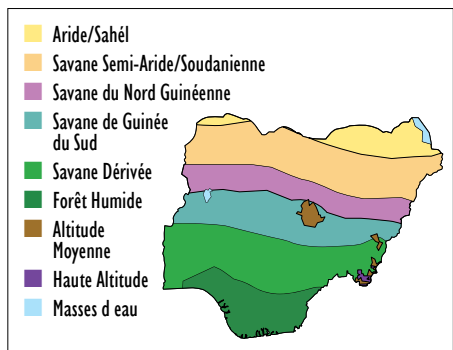 Aride/Sahél
Savane Semi-Aride/Soudanienne
Savane du Nord Guinéenne
Savane de Guinée
du Sud
Savane Dérivée
Forêt Humide
Altitude
Moyenne
Haute Altitude
Masses d eau